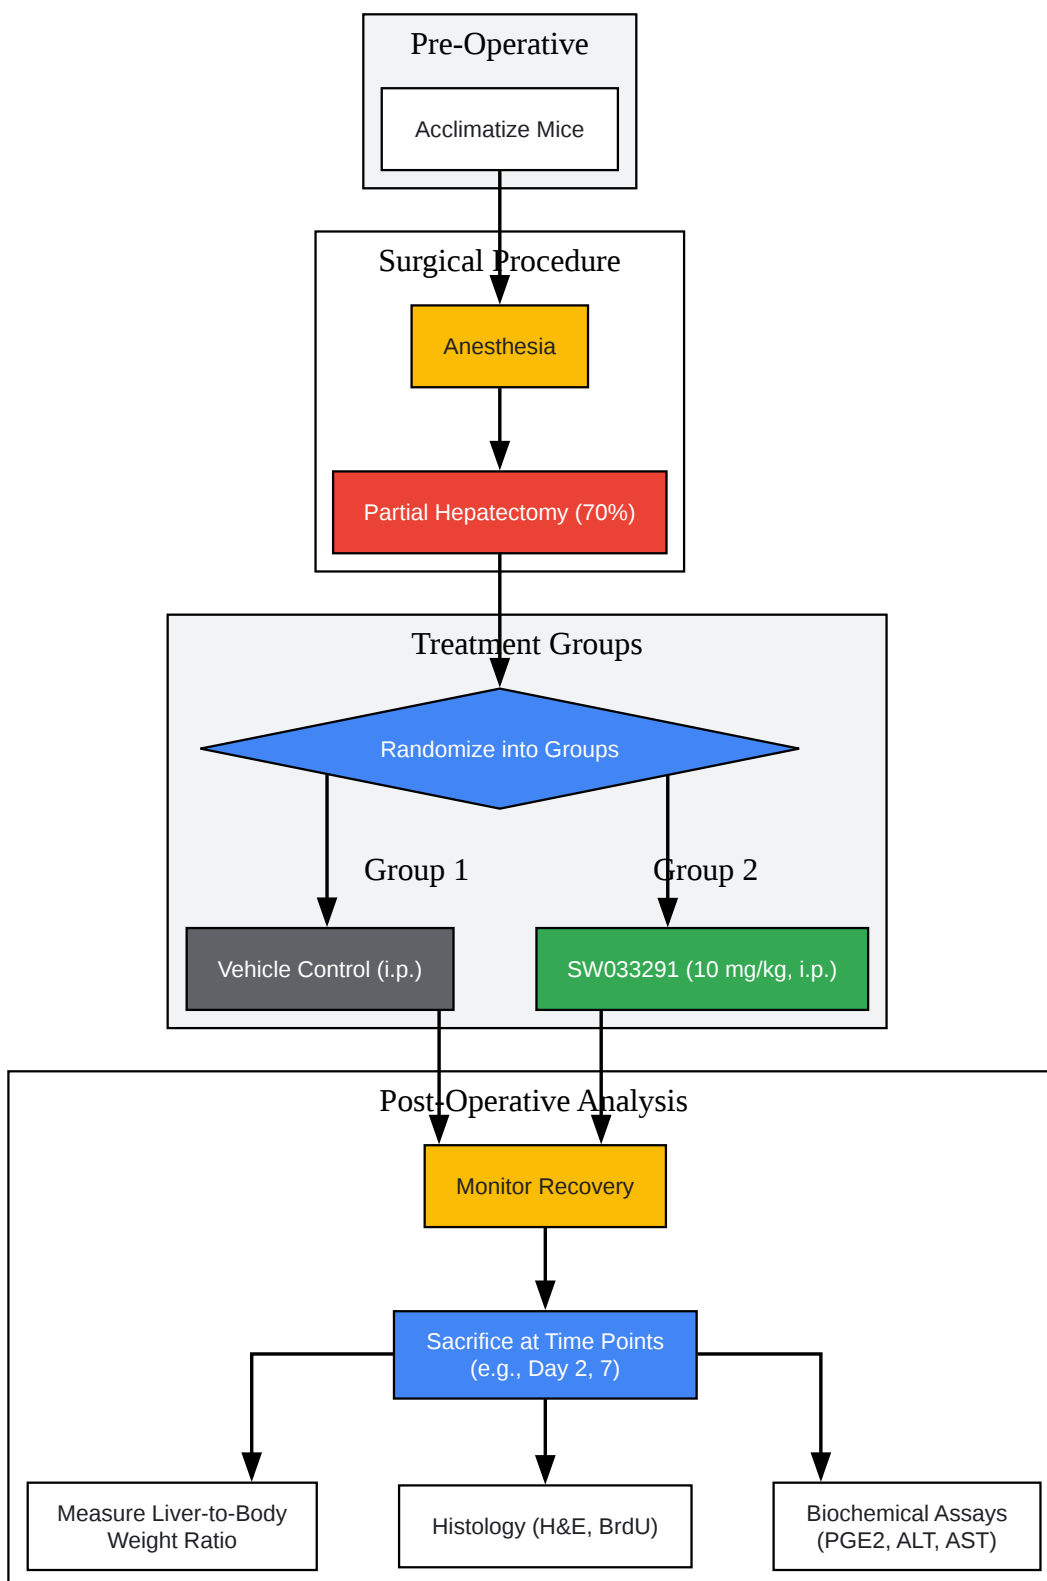 Pre-Operative
Acclimatize Mice
Surgical Procedure
Anesthesia
Partial Hepatectomy (70%)
Treatment Groups
Randomize into Groups
Group 1
Group 2
Vehicle Control (i.p.)
SW033291 (10 mg/kg, i.p.)
Post-Operative Analysis
Monitor Recovery
Sacrifice at Time Points
(e.g., Day 2, 7)
Measure Liver-to-Body
Weight Ratio
Histology (H&E, BrdU)
Biochemical Assays
(PGE2, ALT, AST)